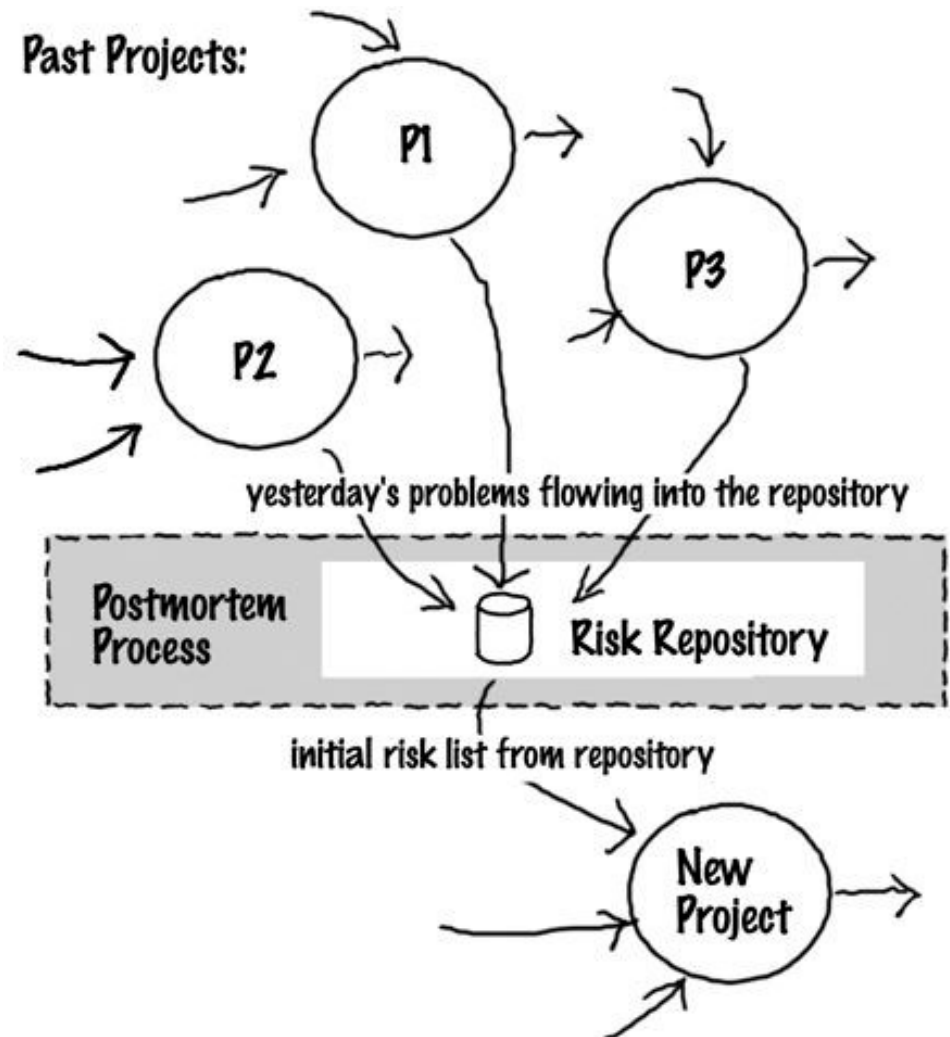 Past Projects:
P1
P3
P2
yesterday's problems flowing into the repository
Postmortem
Process
Risk Repository
initial risk list from repository
New
Project